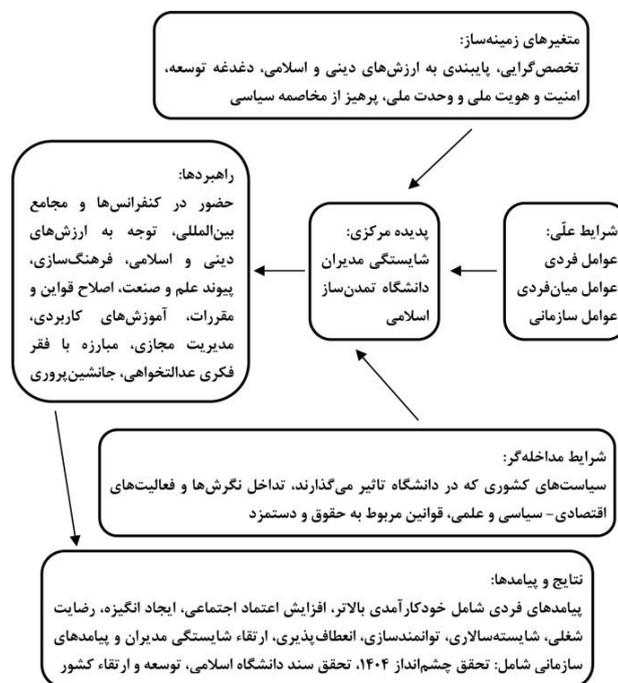 متغیرهای زمینه‌ساز:
تخصص‌گرایی، پایبندی به ارزش‌های دینی و اسلامی، دغدغه توسعه،
امنیت و هویت ملی و وحدت ملی، پرهیز از مخاصمه سیاسی
شرایط علّی:
عوامل فردی
عوامل میان‌فردی
عوامل سازمانی
پدیده مرکزی:
شایستگی مدیران
دانشگاه تمدن‌ساز
اسلامی
راهبردها:
حضور در کنفرانس‌ها و مجامع
بین‌المللی، توجه به ارزش‌های
دینی و اسلامی، فرهنگ‌سازی،
پیوند علم و صنعت، اصلاح قواین و
مقررات، آموزش‌های کاربردی،
مدیریت مجازی، مبارزه با فقر
فکری عدالتخواهی، جانشین‌پروری
شرایط مداخله‌گر:
سیاست‌های کشوری که در دانشگاه تاثیر می‌گذارند، تداخل نگرش‌ها و فعالیت‌های
اقتصادی- سیاسی و علمی، قوانین مربوط به حقوق و دستمزد
نتایج و پیامدها:
پیامدهای فردی شامل خودکارآمدی بالاتر، افزایش اعتماد اجتماعی، ایجاد انگیزه، رضایت
شغلی، شایسته‌سالاری، توانمندسازی، انعطاف‌پذیری، ارتقاء شایستگی مدیران و پیامدهای
سازمانی شامل: تحقق چشم‌انداز ۱۴۰۴، تحقق سند دانشگاه اسلامی، توسعه و ارتقاء کشور